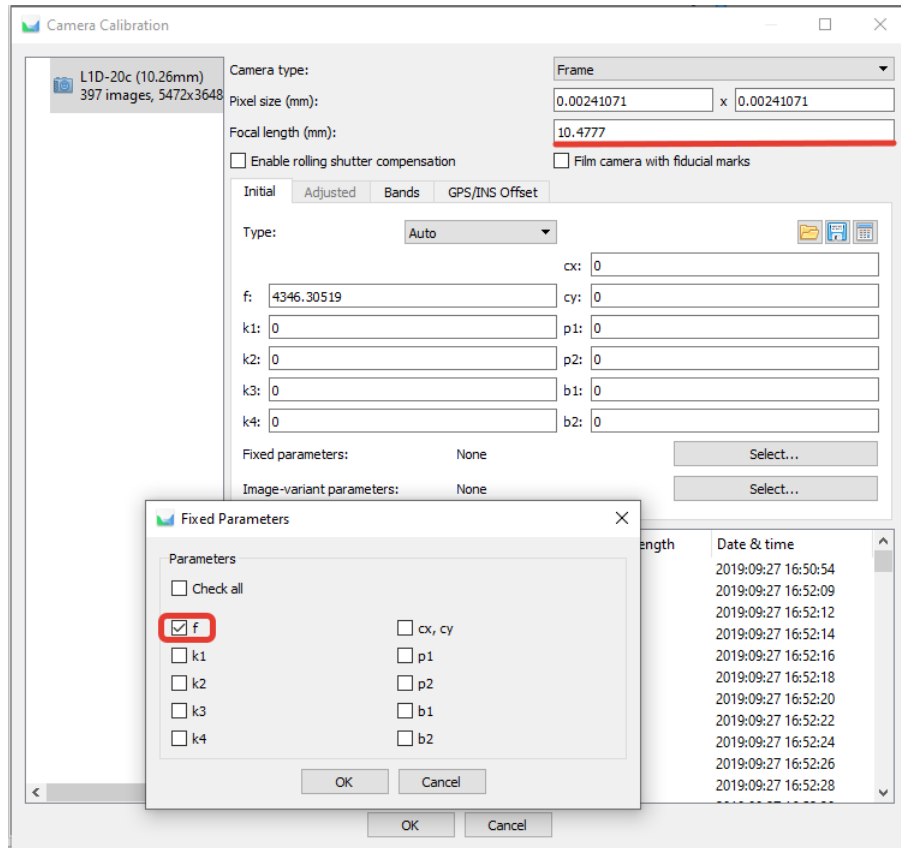 Camera Calibration
L1D-20c (10.26mm)
397 images, 5472x3648
Camera type: Frame
Pixel size (mm): 0.00241071 x 0.00241071
Focal length (mm): 10.4777
Enable rolling shutter compensation Film camera with fiducial marks
Initial Adjusted Bands GPS/INS Offset
Type: Auto
cx: 0
f: 4346.30519 cy: 0
k1: 0 p1: 0
k2: 0 p2: 0
k3: 0 b1: 0
k4: 0 b2: 0
Fixed parameters: None Select...
Image-variant parameters: None Select...
Fixed Parameters
Parameters
Check all
f cx, cy
k1 p1
k2 p2
k3 b1
k4 b2
OK Cancel
ength Date & time
2019:09:27 16:50:54
2019:09:27 16:52:09
2019:09:27 16:52:12
2019:09:27 16:52:14
2019:09:27 16:52:16
2019:09:27 16:52:18
2019:09:27 16:52:20
2019:09:27 16:52:22
2019:09:27 16:52:24
2019:09:27 16:52:26
2019:09:27 16:52:28
OK Cancel